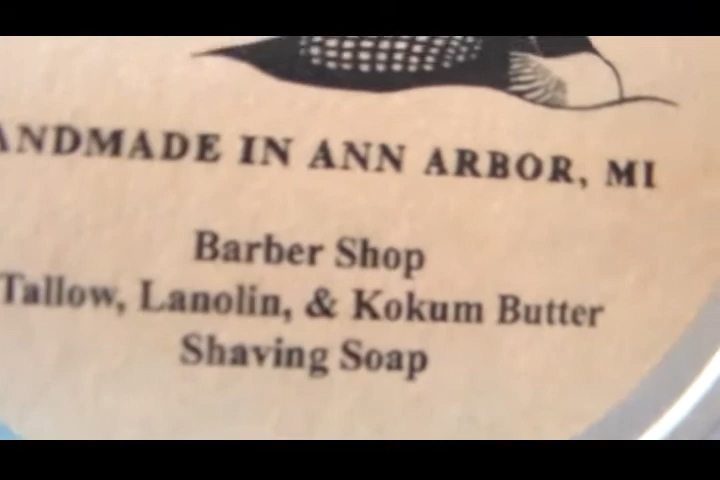 ANDMADE IN ANN ARBOR, MI
Barber Shop
Tallow, Lanolin, & Kokum Butter
Shaving Soap